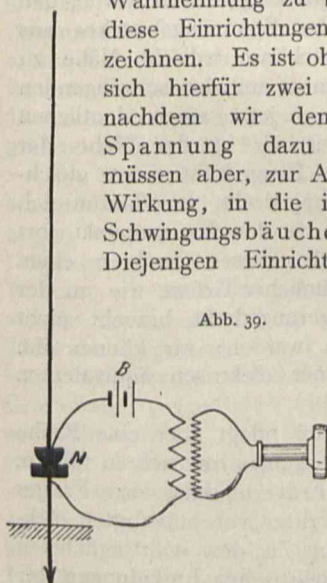 Wahrnehmung zu
diese Einrichtungen
zeichnen. Es ist oh
sich hierfür zwei
nachdem wir den
Spannung dazu
müssen aber, zur A
Wirkung, in die i
Schwingungsbäuche
Diejenigen Einricht
Abb. 39.
B
N